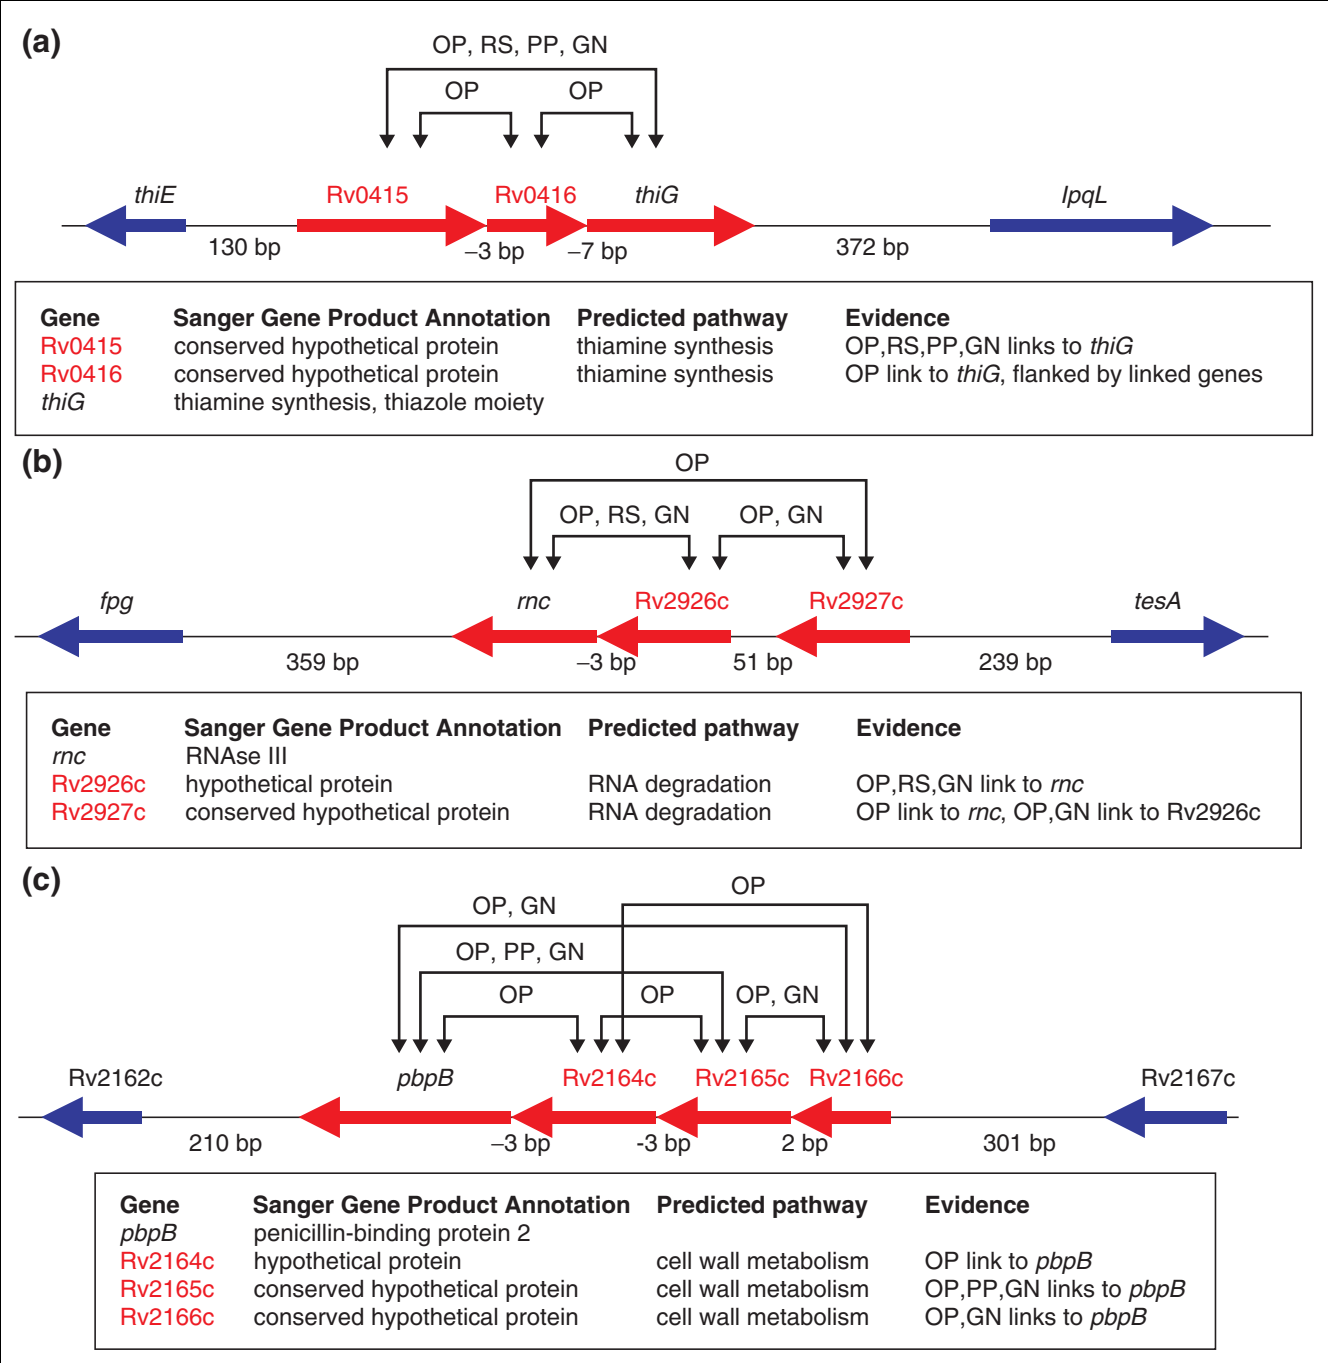 (a)
OP, RS, PP, GN
OP OP
thiE Rv0415 Rv0416 thiG lpqL
130 bp –3 bp –7 bp 372 bp
Gene Sanger Gene Product Annotation Predicted pathway Evidence
Rv0415 conserved hypothetical protein thiamine synthesis OP,RS,PP,GN links to thiG
Rv0416 conserved hypothetical protein thiamine synthesis OP link to thiG, flanked by linked genes
thiG thiamine synthesis, thiazole moiety
(b)
OP
OP, RS, GN OP, GN
fpg rnc Rv2926c Rv2927c tesA
359 bp –3 bp 51 bp 239 bp
Gene Sanger Gene Product Annotation Predicted pathway Evidence
rnc RNAse III
Rv2926c hypothetical protein RNA degradation OP,RS,GN link to rnc
Rv2927c conserved hypothetical protein RNA degradation OP link to rnc, OP,GN link to Rv2926c
(c)
OP
OP, GN
OP, PP, GN
OP OP OP, GN
Rv2162c pbpB Rv2164c Rv2165c Rv2166c Rv2167c
210 bp –3 bp -3 bp 2 bp 301 bp
Gene Sanger Gene Product Annotation Predicted pathway Evidence
pbpB penicillin-binding protein 2
Rv2164c hypothetical protein cell wall metabolism OP link to pbpB
Rv2165c conserved hypothetical protein cell wall metabolism OP,PP,GN links to pbpB
Rv2166c conserved hypothetical protein cell wall metabolism OP,GN links to pbpB